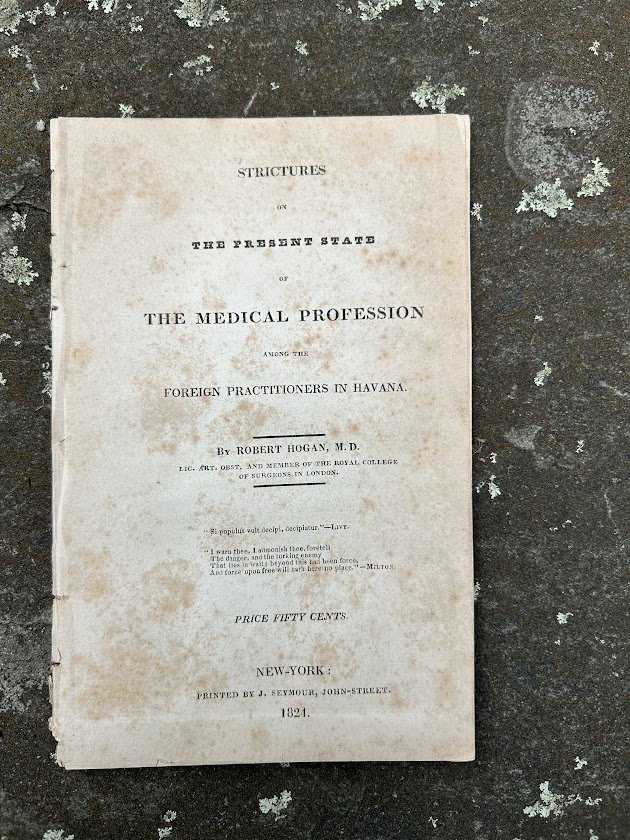 STRICTURES
ON
THE PRESENT STATE
OF
THE MEDICAL PROFESSION
AMONG THE
FOREIGN PRACTITIONERS IN HAVANA.
By ROBERT HOGAN, M.D.
LIC. ART. OBST. AND MEMBER OF THE ROYAL COLLEGE
OF SURGEONS IN LONDON.
"Si populus vult decipi, decipiatur."—Livy.
"I warn thee, I admonish thee, foretell
The danger, and the lurking enemy
That lies in wait; beyond this had been force,
And force upon free will hath here no place."—Milton.
PRICE FIFTY CENTS.
NEW-YORK:
PRINTED BY J. SEYMOUR, JOHN-STREET.
1824.